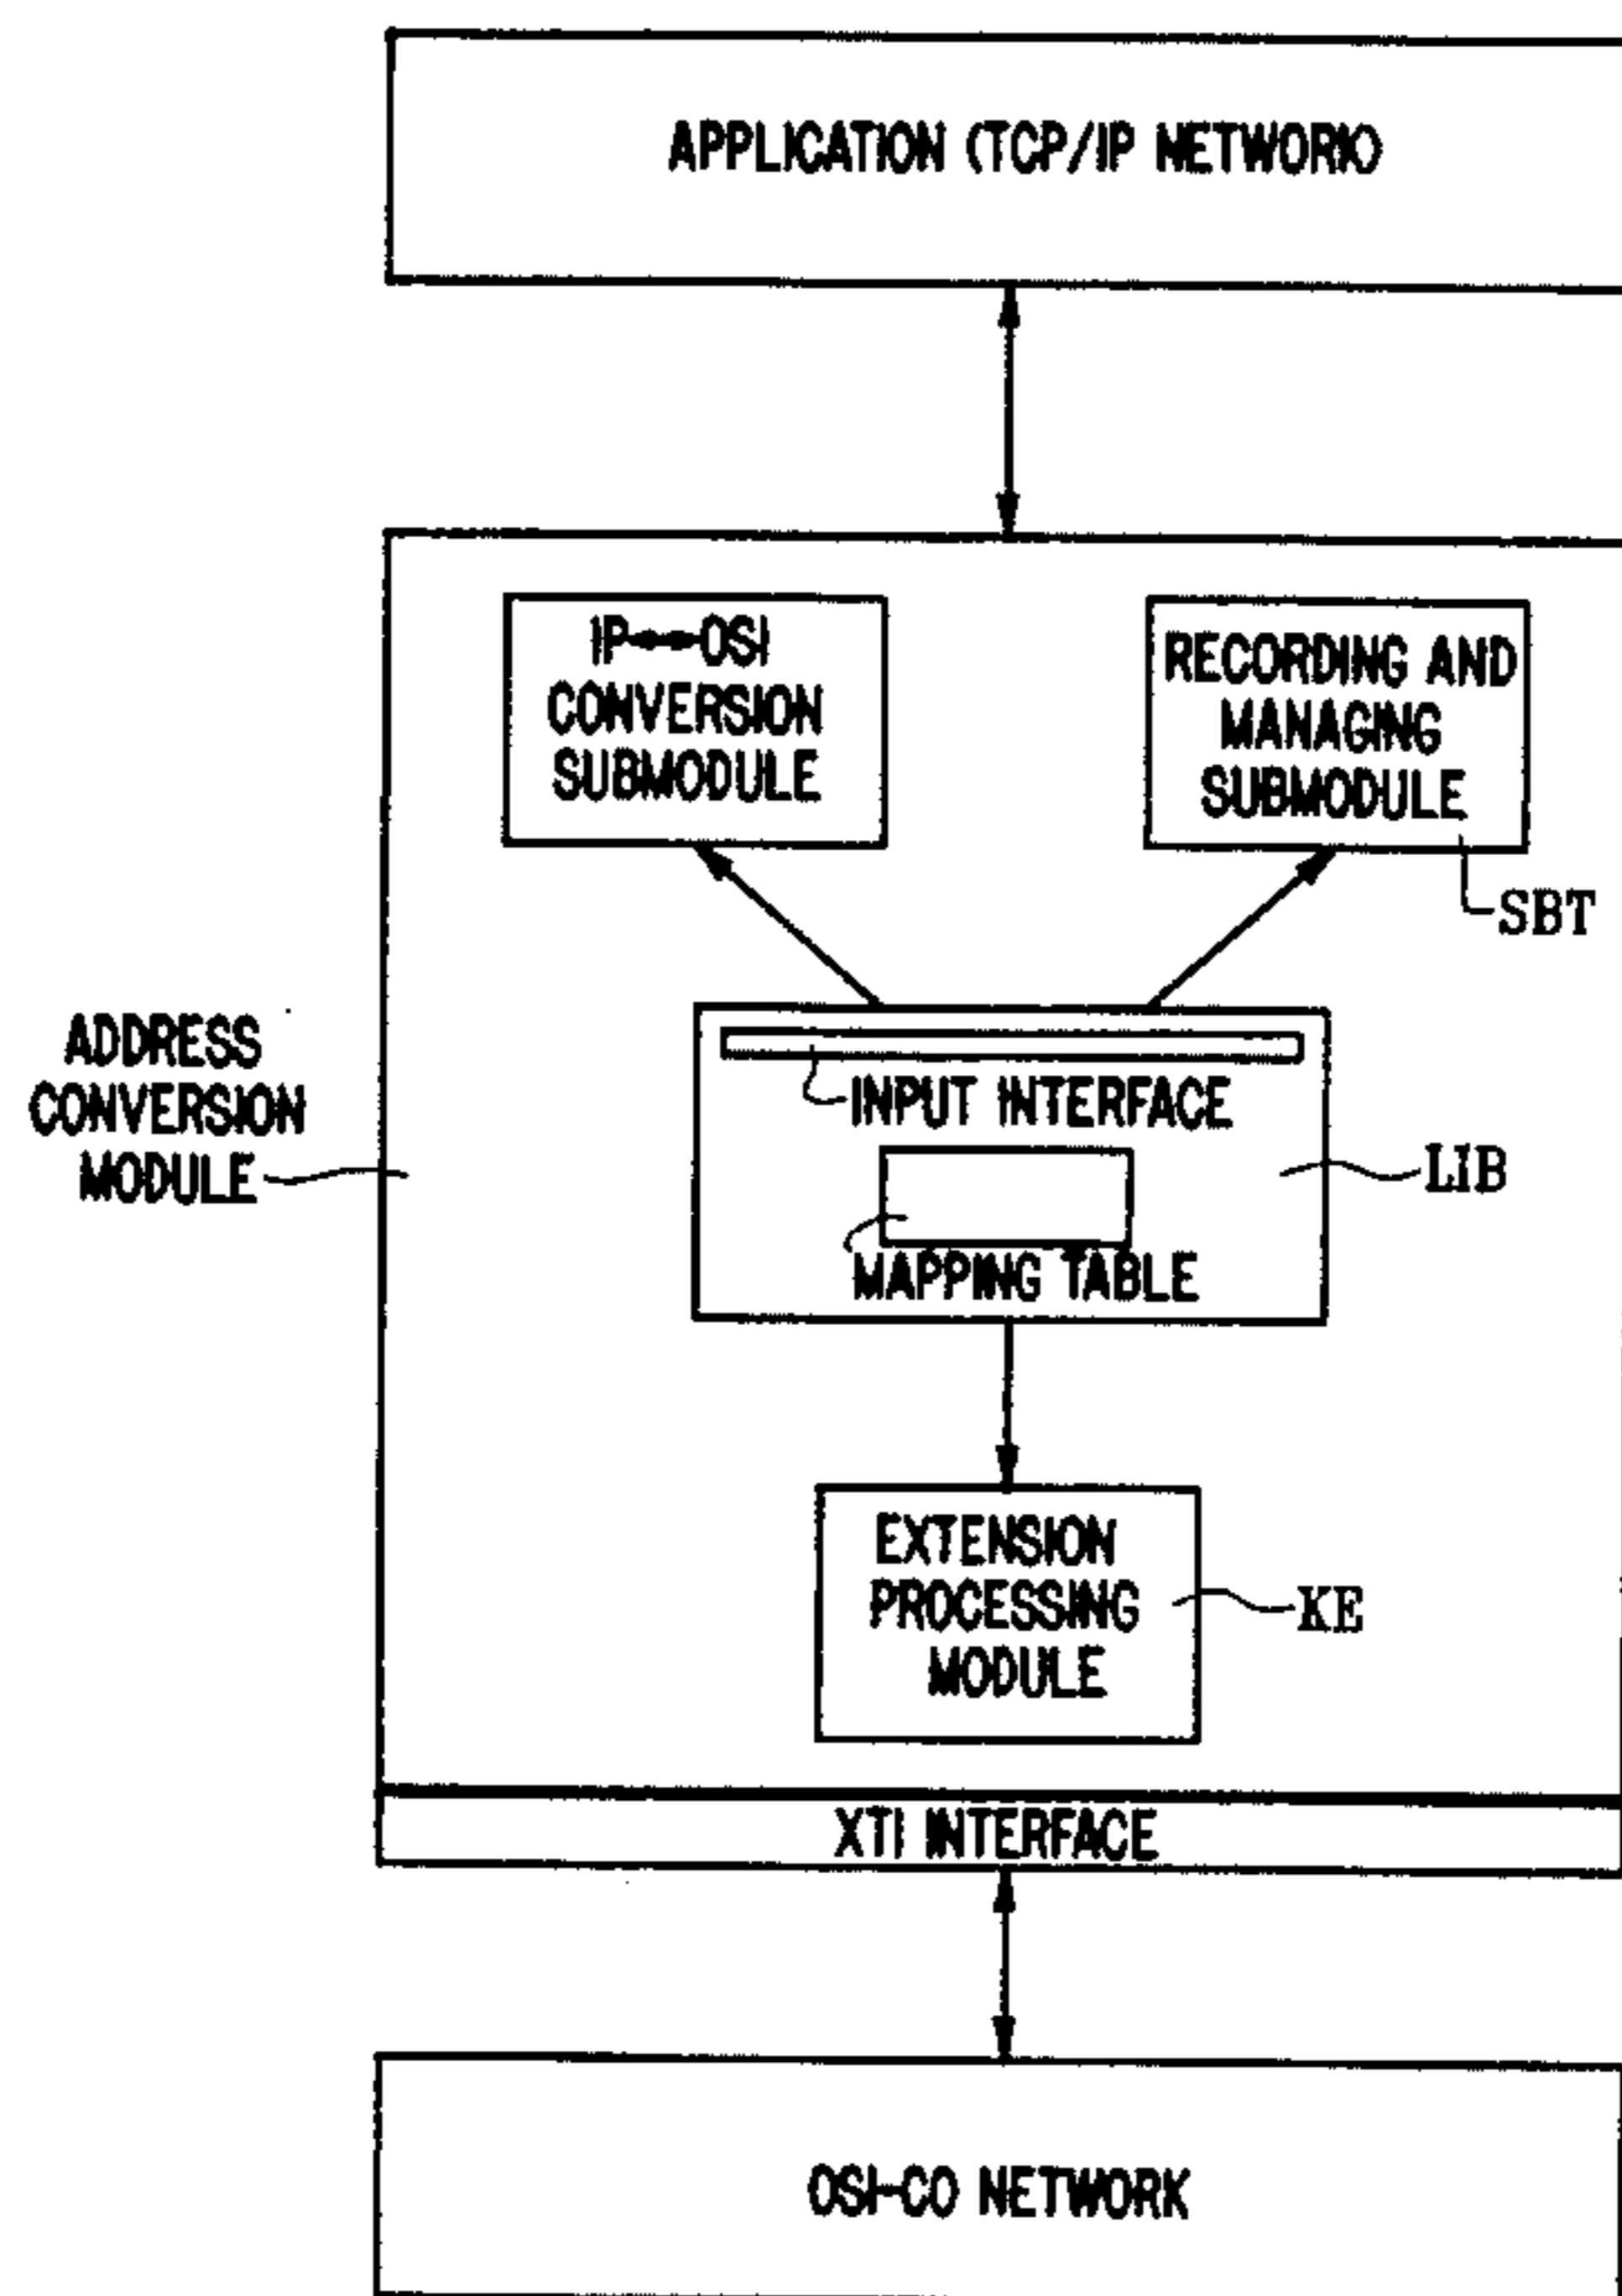 APPLICATION (TCP/IP NETWORK)
IP↔OSI
CONVERSION
SUBMODULE
RECORDING AND
MANAGING
SUBMODULE
SBT
ADDRESS
CONVERSION
MODULE
INPUT INTERFACE
LIB
MAPPING TABLE
EXTENSION
PROCESSING
MODULE
KE
XTI INTERFACE
OSI-CO NETWORK